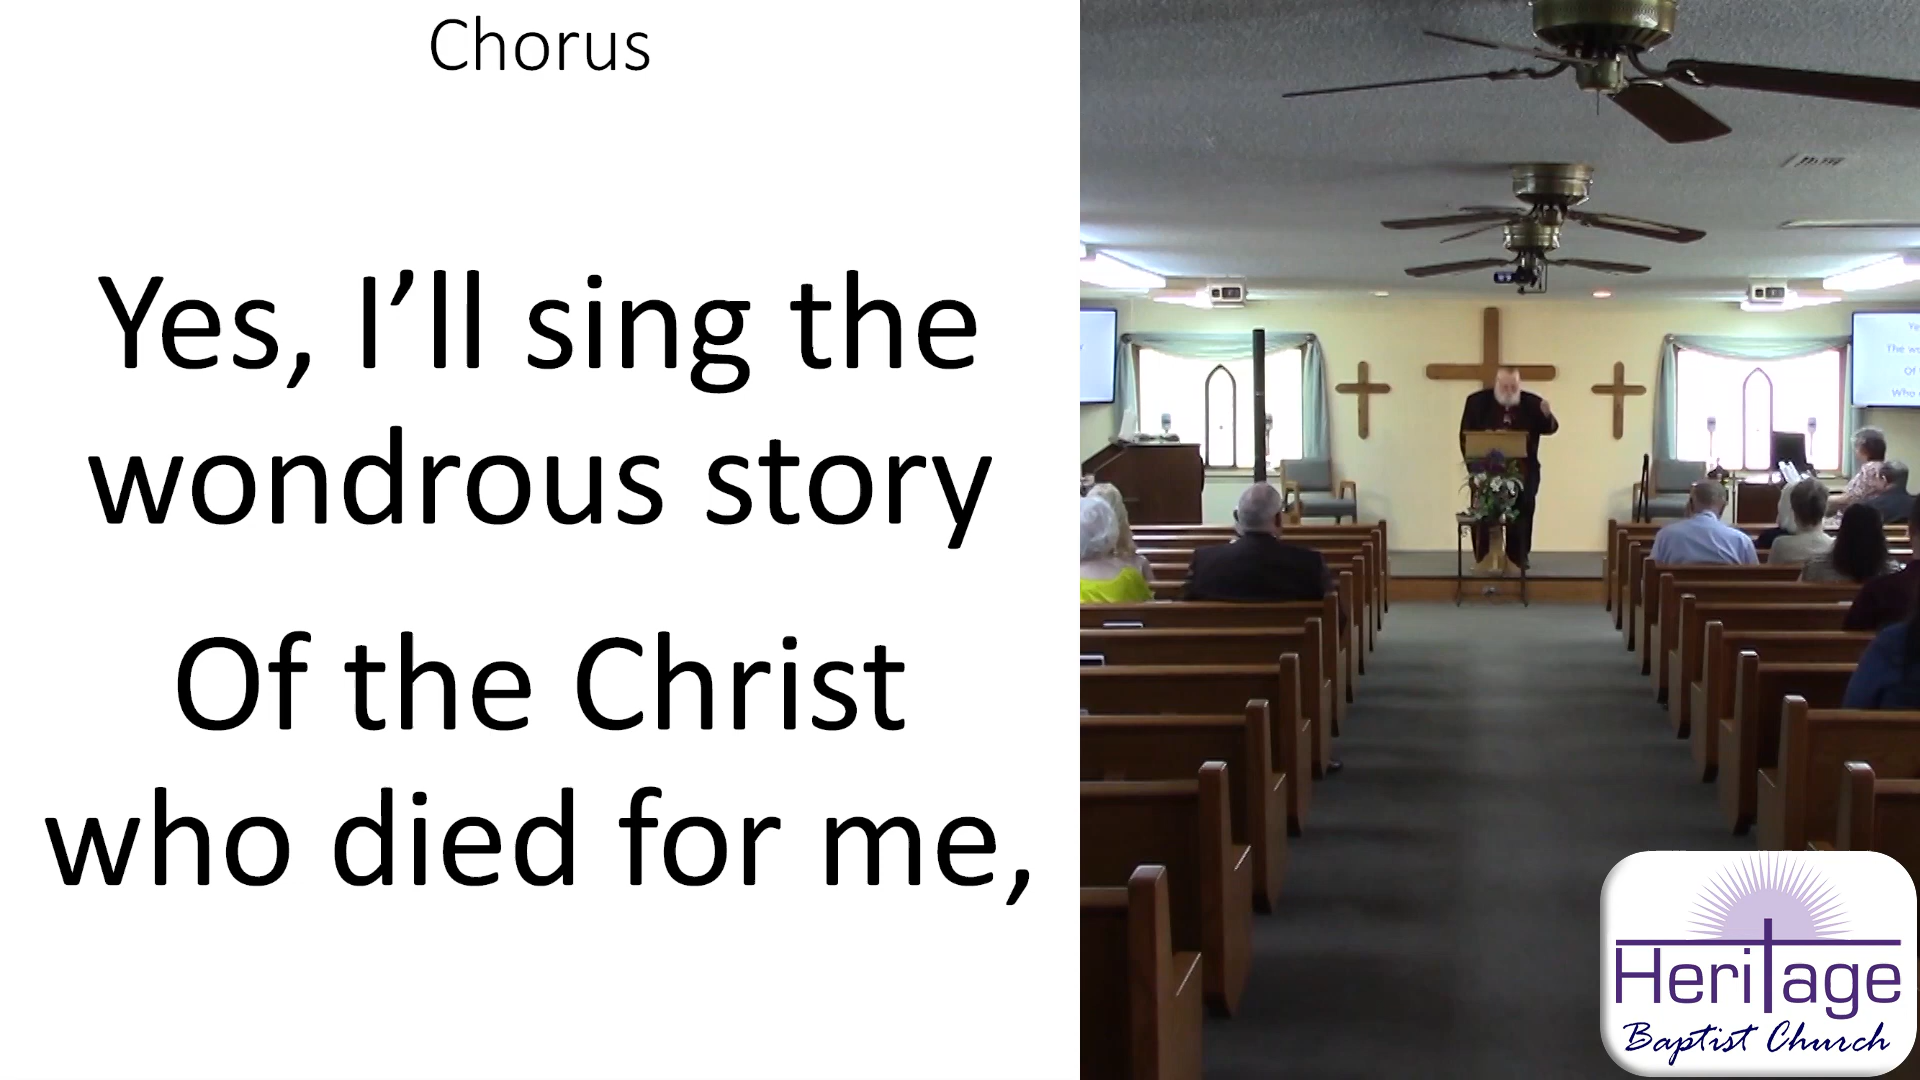 Chorus
Yes, I’ll sing the
wondrous story
Of the Christ
who died for me,
Heritage
Baptist Church